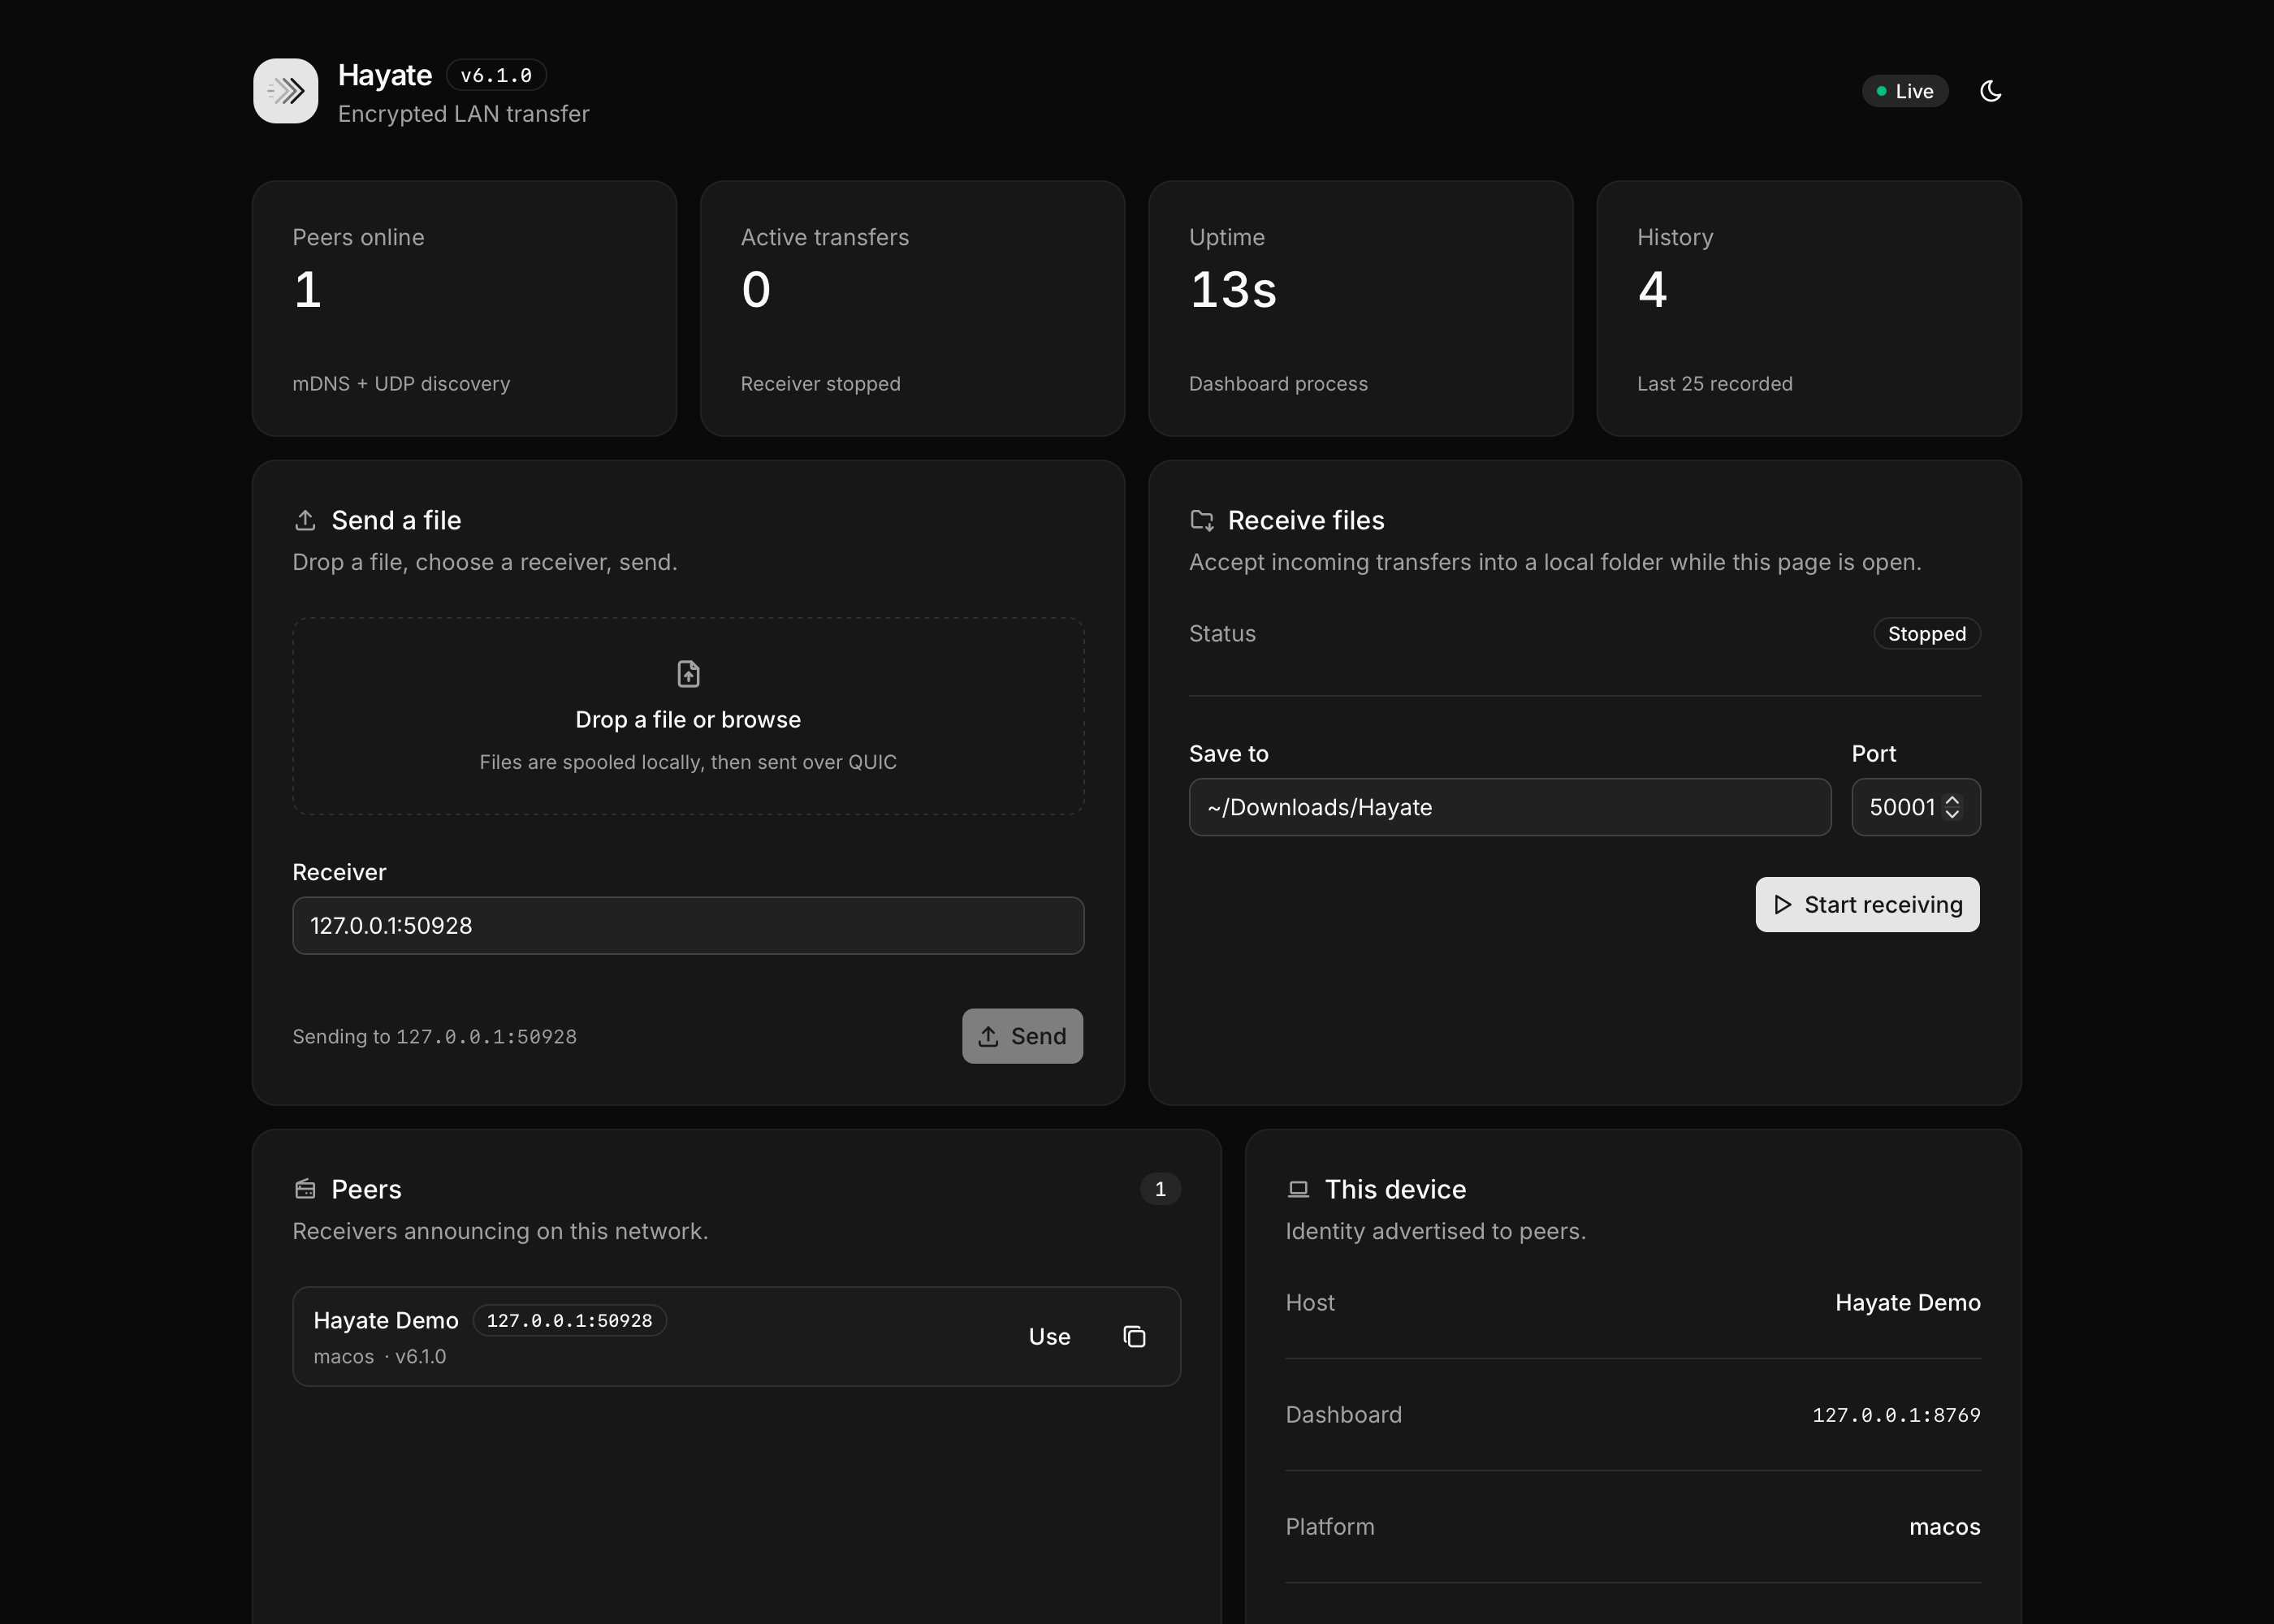 Hayate v6.1.0
Encrypted LAN transfer
Live
Peers online
1
mDNS + UDP discovery
Active transfers
0
Receiver stopped
Uptime
13s
Dashboard process
History
4
Last 25 recorded
Send a file
Drop a file, choose a receiver, send.
Drop a file or browse
Files are spooled locally, then sent over QUIC
Receiver
127.0.0.1:50928
Sending to 127.0.0.1:50928
Send
Receive files
Accept incoming transfers into a local folder while this page is open.
Status Stopped
Save to Port
~/Downloads/Hayate 50001
Start receiving
Peers 1
Receivers announcing on this network.
Hayate Demo 127.0.0.1:50928
macos · v6.1.0
Use
This device
Identity advertised to peers.
Host Hayate Demo
Dashboard 127.0.0.1:8769
Platform macos